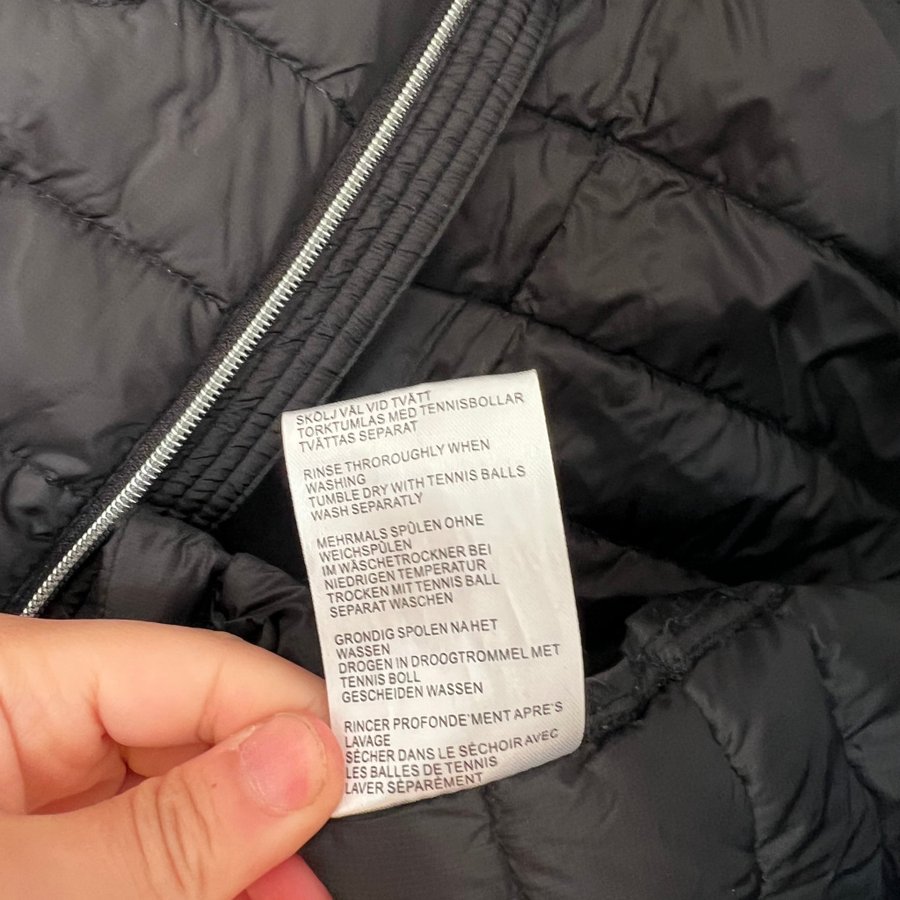 SKÖLJ VÄL VID TVÄTT
TORKTUMLAS MED TENNISBOLLAR
TVÄTTAS SEPARAT
RINSE THROROUGHLY WHEN
WASHING
TUMBLE DRY WITH TENNIS BALLS
WASH SEPARATLY
MEHRMALS SPÜLEN OHNE
WEICHSPÜLEN
IM WÄSCHETROCKNER BEI
NIEDRIGEN TEMPERATUR
TROCKEN MIT TENNIS BALL
SEPARAT WASCHEN
GRONDIG SPOLEN NA HET
WASSEN
DROGEN IN DROOGTROMMEL MET
TENNIS BOLL
GESCHEIDEN WASSEN
RINCER PROFONDE'MENT APRE'S
LAVAGE
SÉCHER DANS LE SÈCHOIR AVEC
LES BALLES DE TENNIS
LAVER SÉPARÉMENT